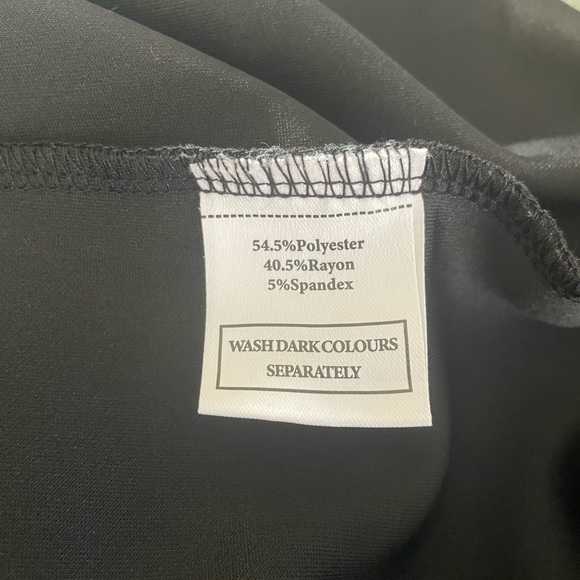 54.5%Polyester
40.5%Rayon
5%Spandex
WASH DARK COLOURS
SEPARATELY